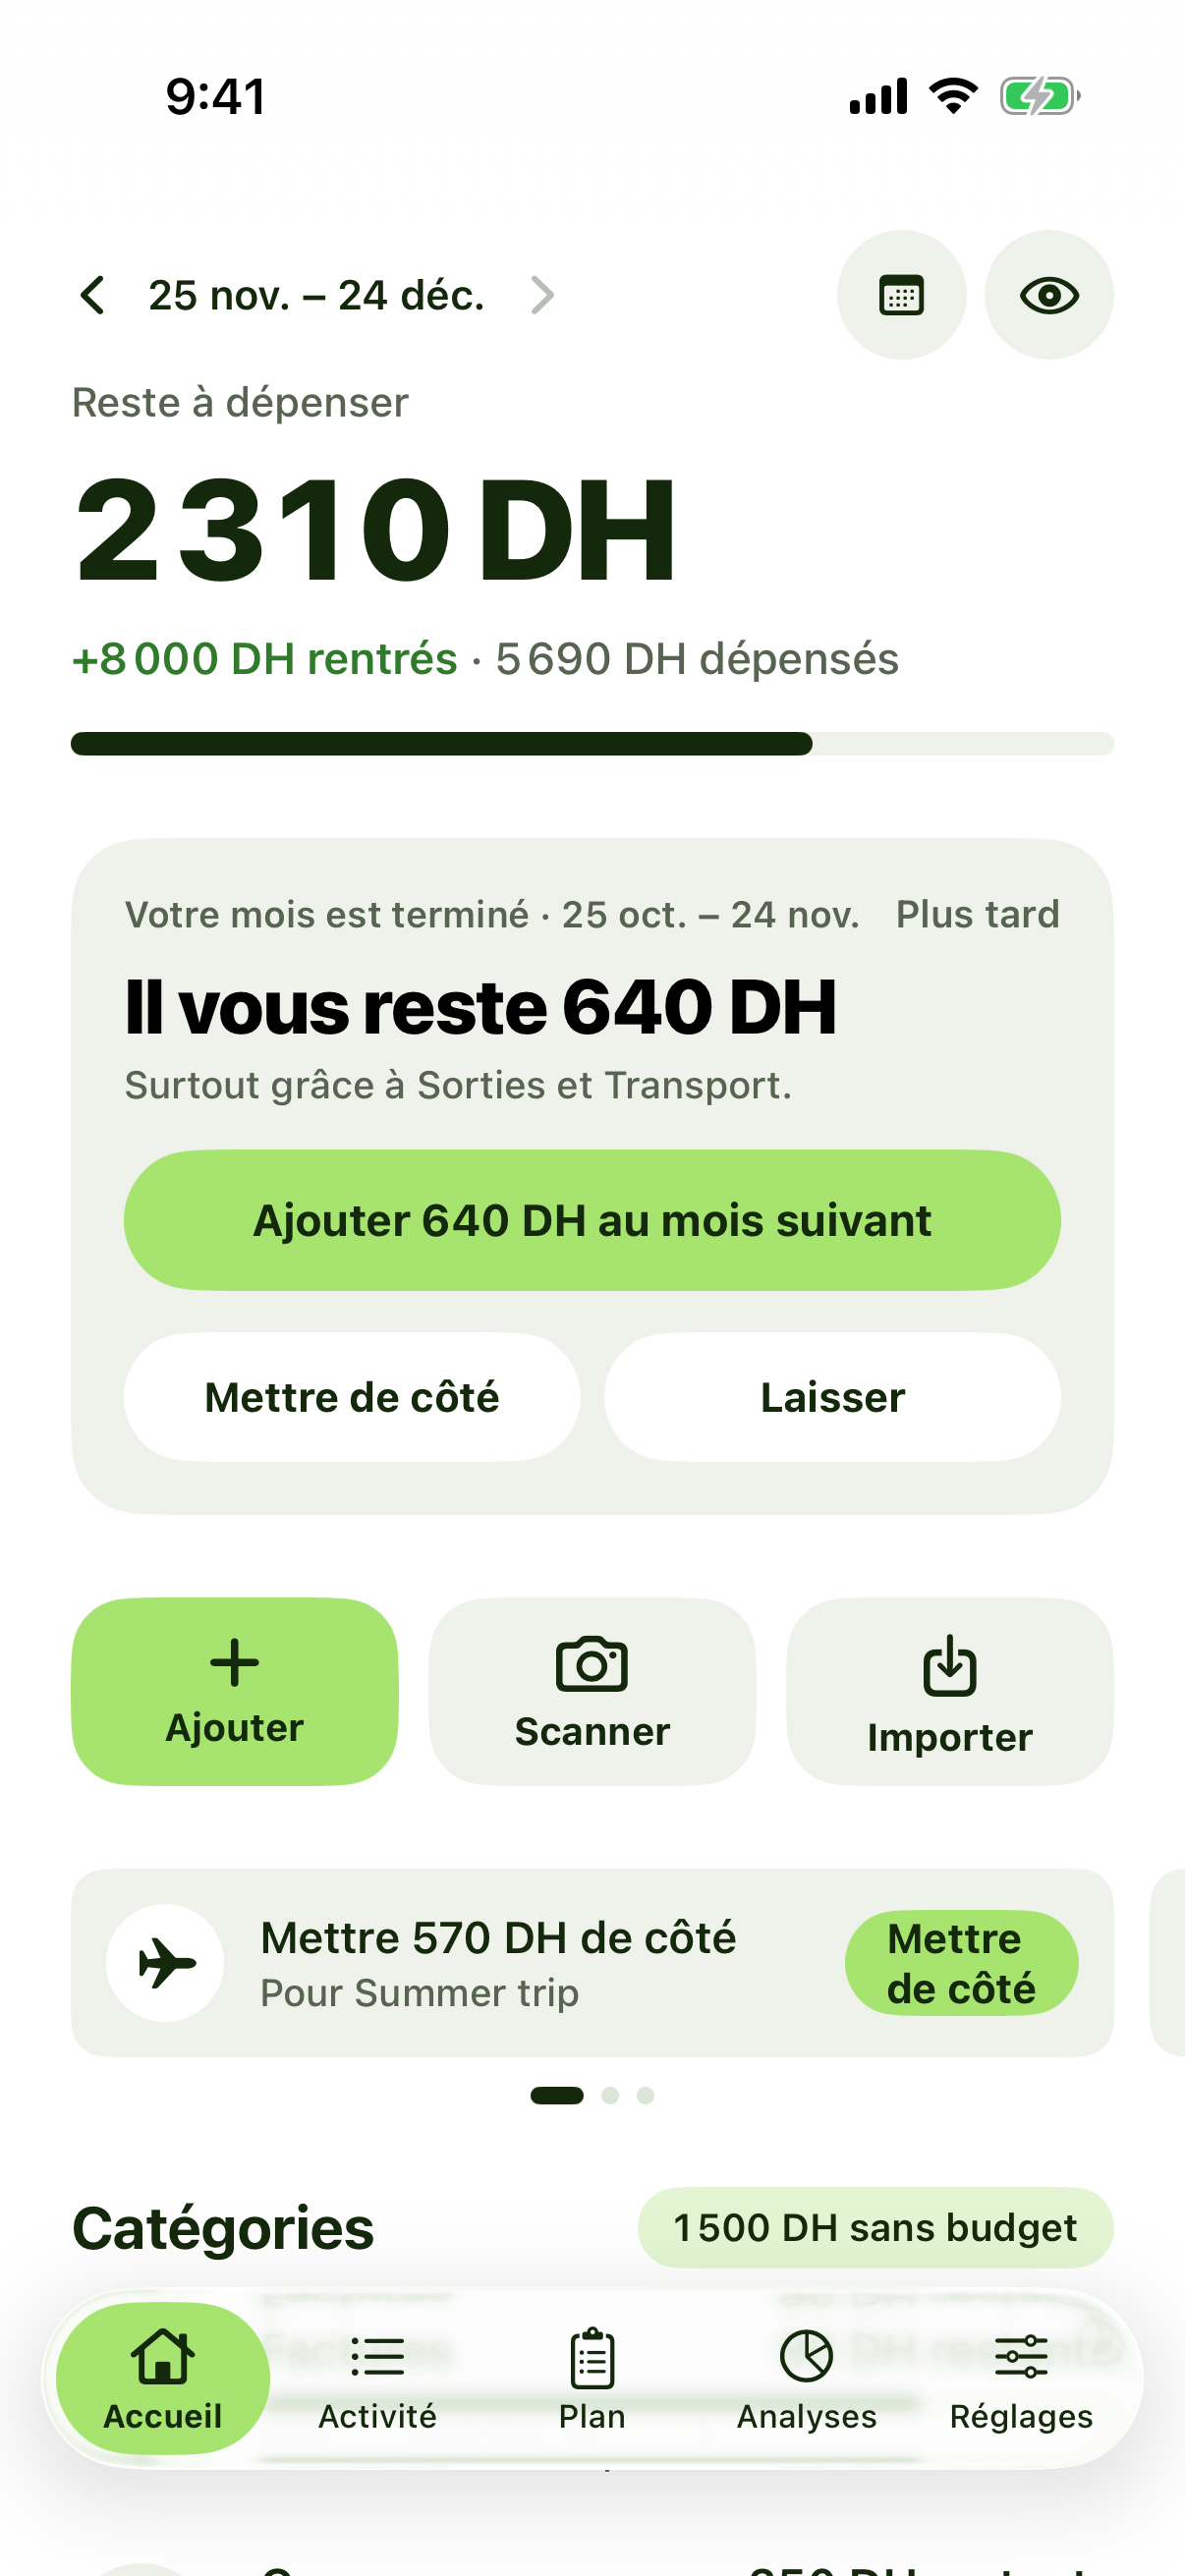 9:41
25 nov. – 24 déc.
Reste à dépenser
2 310 DH
+8 000 DH rentrés · 5 690 DH dépensés
Votre mois est terminé · 25 oct. – 24 nov. Plus tard
Il vous reste 640 DH
Surtout grâce à Sorties et Transport.
Ajouter 640 DH au mois suivant
Mettre de côté Laisser
Ajouter Scanner Importer
Mettre 570 DH de côté
Pour Summer trip
Mettre
de côté
Catégories 1 500 DH sans budget
Accueil Activité Plan Analyses Réglages